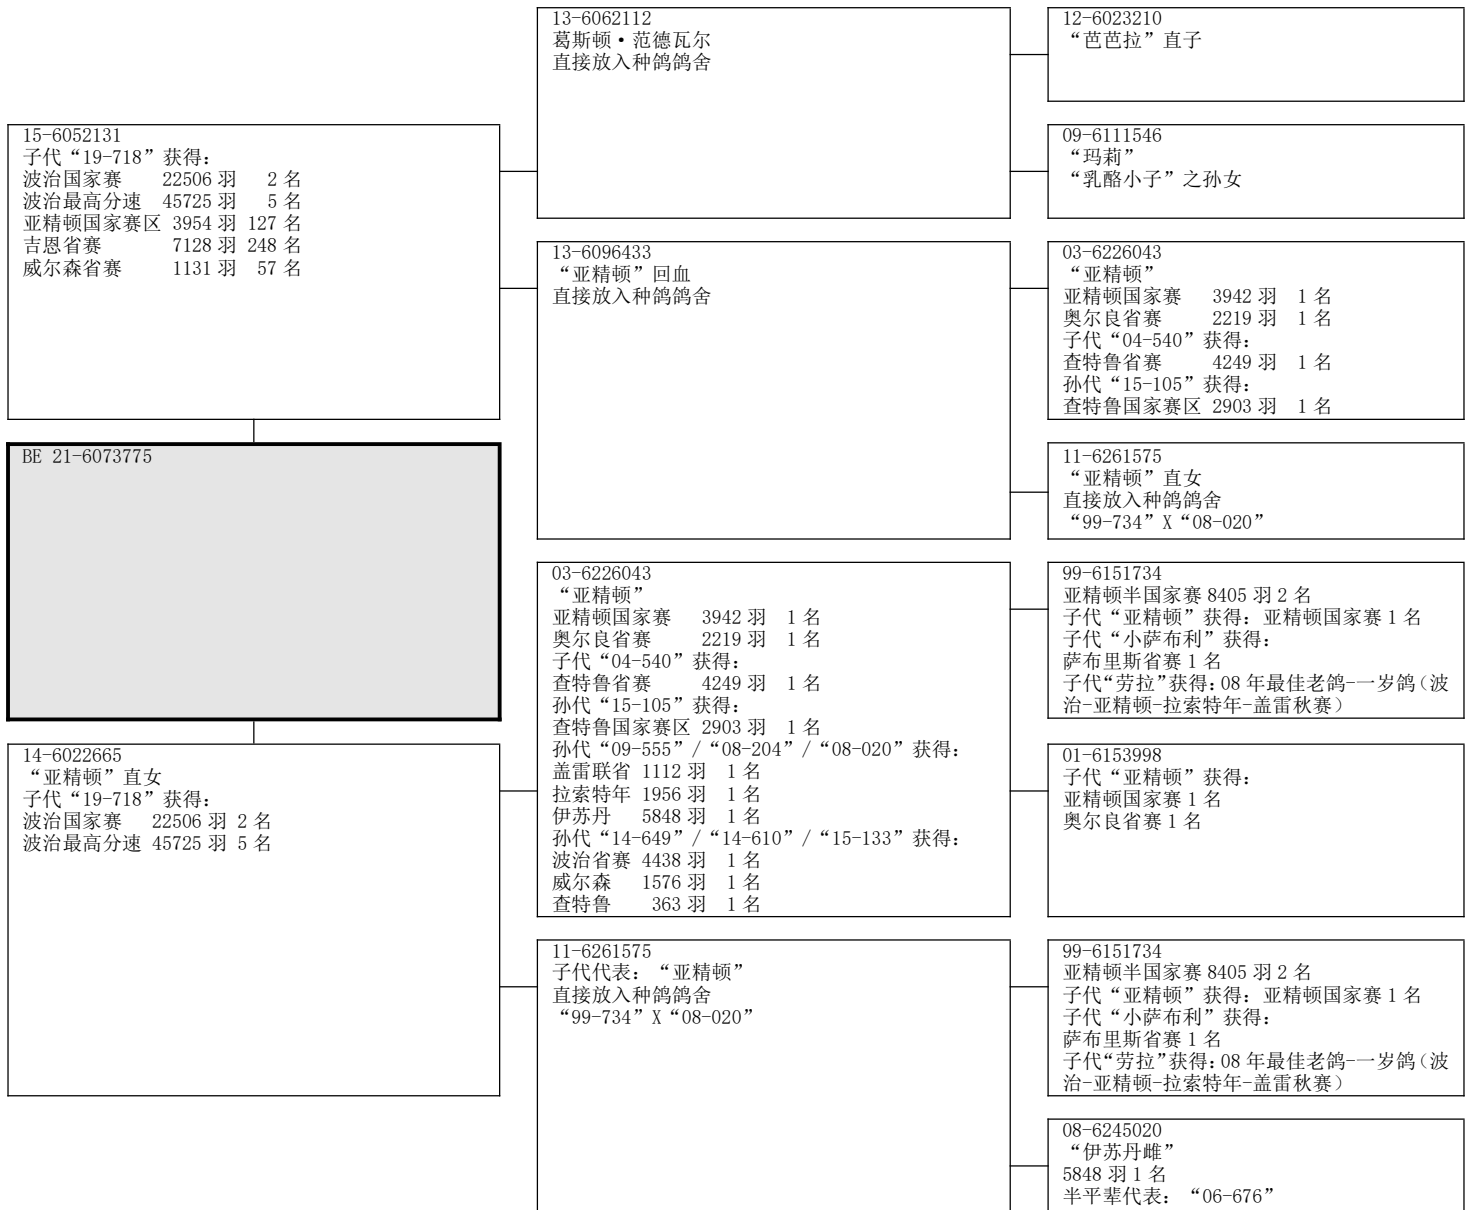 13-6062112
葛斯顿·范德瓦尔
直接放入种鸽鸽舍
12-6023210
“芭芭拉”直子
15-6052131
子代“19-718”获得：
波治国家赛 22506 羽 2 名
波治最高分速 45725 羽 5 名
亚精顿国家赛区 3954 羽 127 名
吉恩省赛 7128 羽 248 名
威尔森省赛 1131 羽 57 名
09-6111546
“玛莉”
“乳酪小子”之孙女
13-6096433
“亚精顿”回血
直接放入种鸽鸽舍
03-6226043
“亚精顿”
亚精顿国家赛 3942 羽 1 名
奥尔良省赛 2219 羽 1 名
子代“04-540”获得：
查特鲁省赛 4249 羽 1 名
孙代“15-105”获得：
查特鲁国家赛区 2903 羽 1 名
BE 21-6073775
11-6261575
“亚精顿”直女
直接放入种鸽鸽舍
“99-734”X“08-020”
03-6226043
“亚精顿”
亚精顿国家赛 3942 羽 1 名
奥尔良省赛 2219 羽 1 名
子代“04-540”获得：
查特鲁省赛 4249 羽 1 名
孙代“15-105”获得：
查特鲁国家赛区 2903 羽 1 名
孙代“09-555”/“08-204”/“08-020”获得：
盖雷联省 1112 羽 1 名
拉索特年 1956 羽 1 名
伊苏丹 5848 羽 1 名
孙代“14-649”/“14-610”/“15-133”获得：
波治省赛 4438 羽 1 名
威尔森 1576 羽 1 名
查特鲁 363 羽 1 名
99-6151734
亚精顿半国家赛 8405 羽 2 名
子代“亚精顿”获得：亚精顿国家赛 1 名
子代“小萨布利”获得：
萨布里斯省赛 1 名
子代“劳拉”获得：08 年最佳老鸽-一岁鸽（波
治-亚精顿-拉索特年-盖雷秋赛）
14-6022665
“亚精顿”直女
子代“19-718”获得：
波治国家赛 22506 羽 2 名
波治最高分速 45725 羽 5 名
01-6153998
子代“亚精顿”获得：
亚精顿国家赛 1 名
奥尔良省赛 1 名
11-6261575
子代代表：“亚精顿”
直接放入种鸽鸽舍
“99-734”X“08-020”
99-6151734
亚精顿半国家赛 8405 羽 2 名
子代“亚精顿”获得：亚精顿国家赛 1 名
子代“小萨布利”获得：
萨布里斯省赛 1 名
子代“劳拉”获得：08 年最佳老鸽-一岁鸽（波
治-亚精顿-拉索特年-盖雷秋赛）
08-6245020
“伊苏丹雌”
5848 羽 1 名
半平辈代表：“06-676”